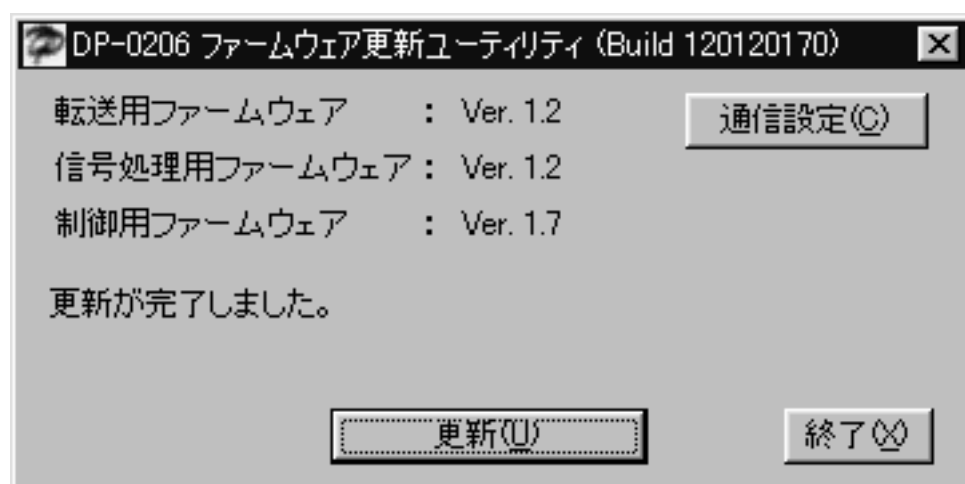 DP-0206 ファームウェア更新ユーティリティ (Build 120120170)
転送用ファームウェア : Ver. 1.2
通信設定(C)
信号処理用ファームウェア : Ver. 1.2
制御用ファームウェア : Ver. 1.7
更新が完了しました。
更新(U)
終了(X)